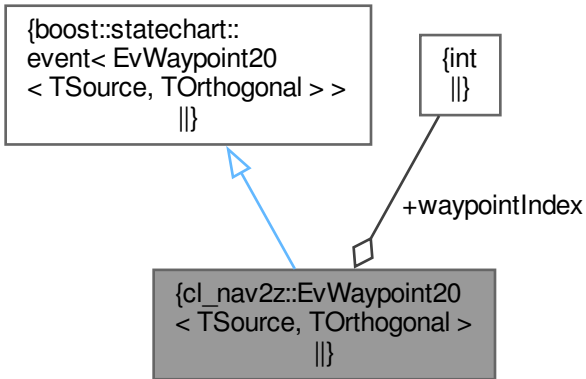 {boost::statechart::
event< EvWaypoint20
< TSource, TOrthogonal > >
||}
{int
||}
+waypointIndex
{cl_nav2z::EvWaypoint20
< TSource, TOrthogonal >
||}